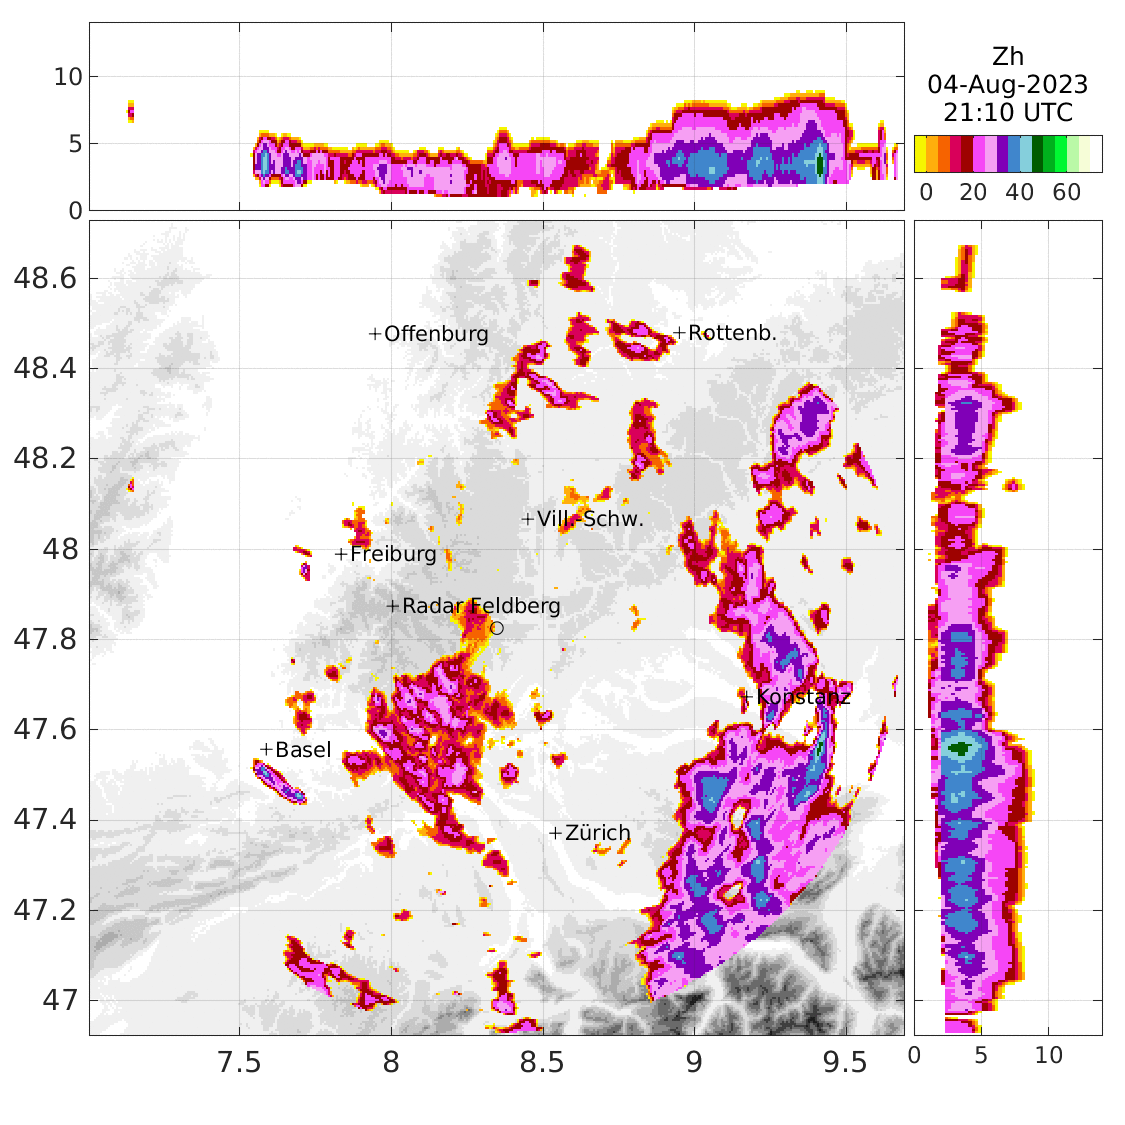 10
5
0
Zh
04-Aug-2023
21:10 UTC
0 20 40 60
48.6
48.4
48.2
48
47.8
47.6
47.4
47.2
47
+Offenburg
+Rottenb.
+Vill.-Schw.
+Freiburg
+Radar Feldberg
+Konstanz
+Basel
+Zürich
7.5 8 8.5 9 9.5
0 5 10